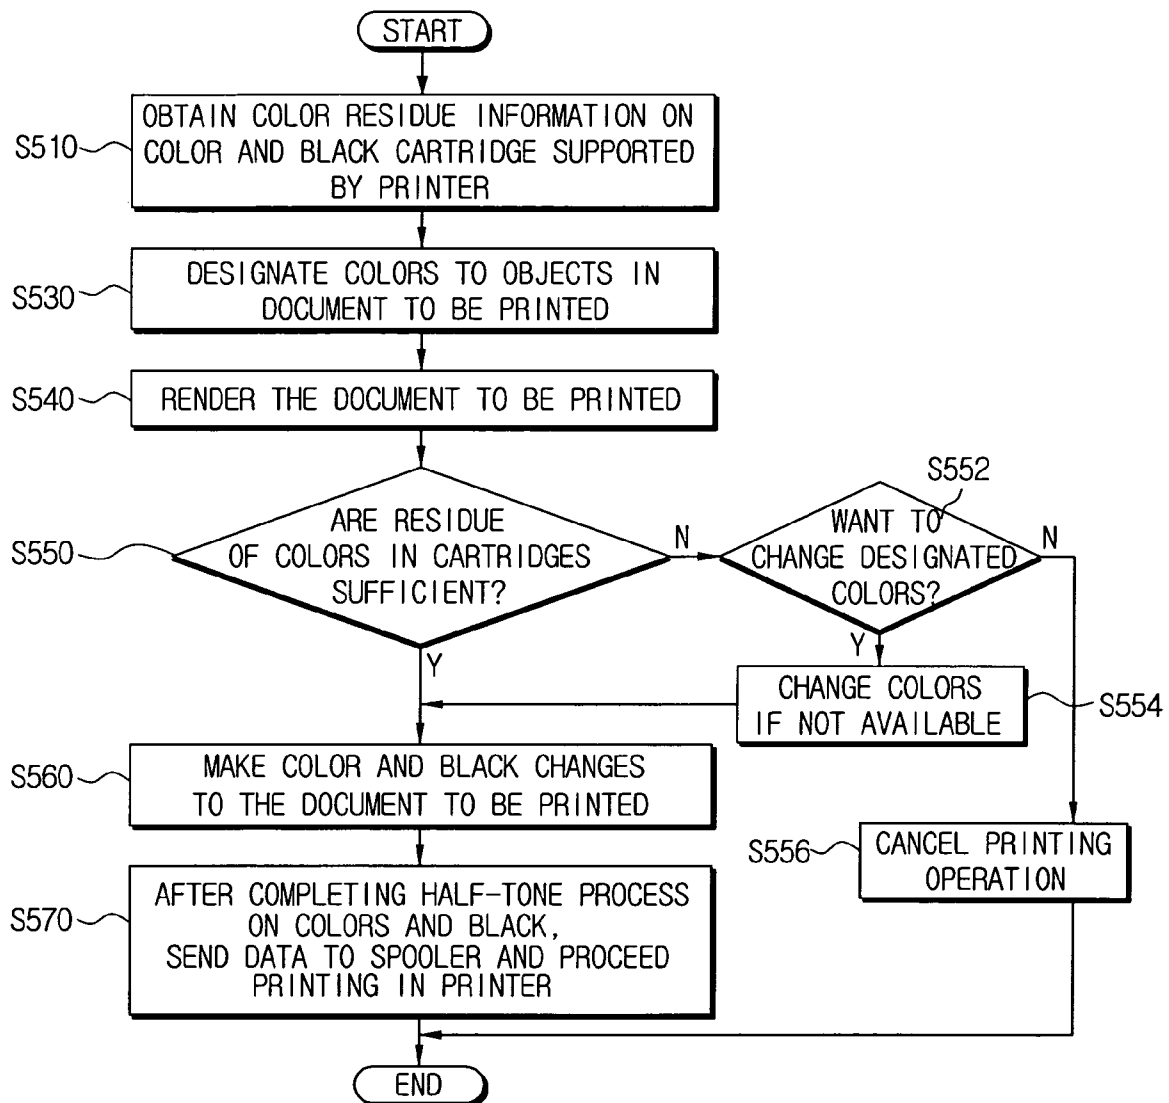 START
S510
OBTAIN COLOR RESIDUE INFORMATION ON
COLOR AND BLACK CARTRIDGE SUPPORTED
BY PRINTER
S530
DESIGNATE COLORS TO OBJECTS IN
DOCUMENT TO BE PRINTED
S540
RENDER THE DOCUMENT TO BE PRINTED
S550
ARE RESIDUE
OF COLORS IN CARTRIDGES
SUFFICIENT?
N
Y
S552
WANT TO
CHANGE DESIGNATED
COLORS?
N
Y
CHANGE COLORS
IF NOT AVAILABLE
S554
S560
MAKE COLOR AND BLACK CHANGES
TO THE DOCUMENT TO BE PRINTED
S556
CANCEL PRINTING
OPERATION
S570
AFTER COMPLETING HALF-TONE PROCESS
ON COLORS AND BLACK,
SEND DATA TO SPOOLER AND PROCEED
PRINTING IN PRINTER
END